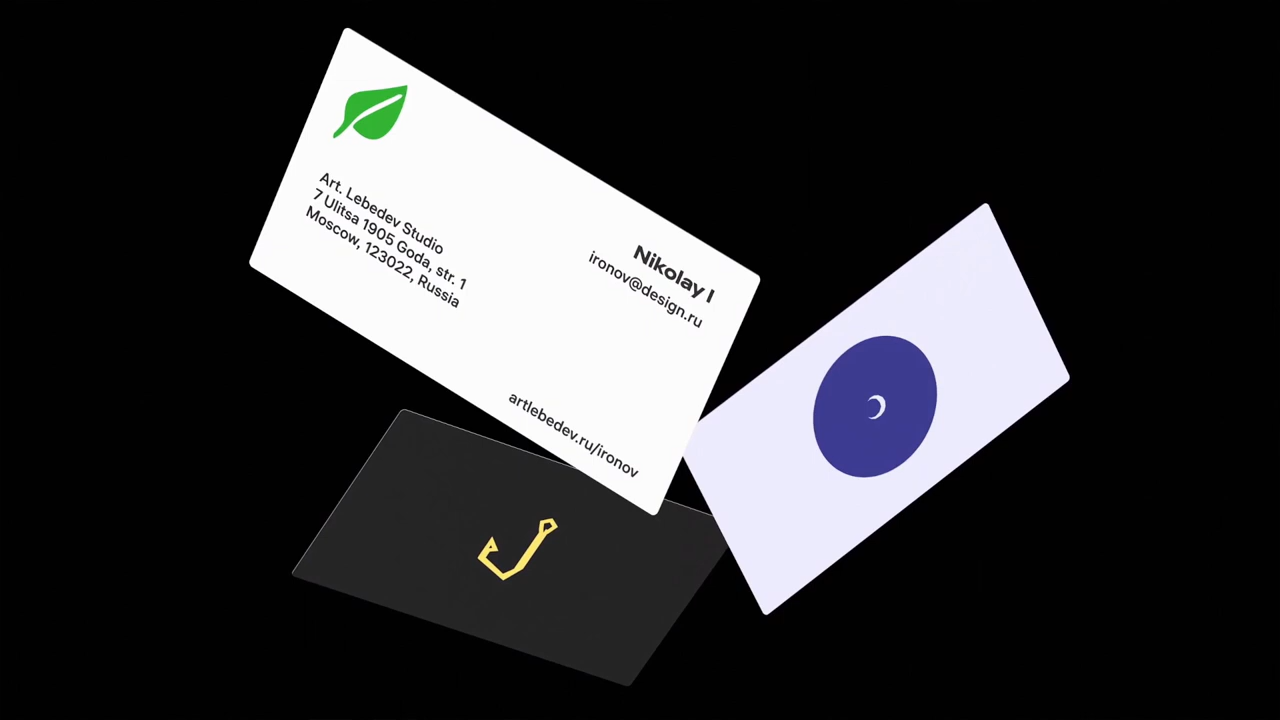 Art. Lebedev Studio
7 Ulitsa 1905 Goda, str. 1
Moscow, 123022, Russia
Nikolay I
ironov@design.ru
artlebedev.ru/ironov